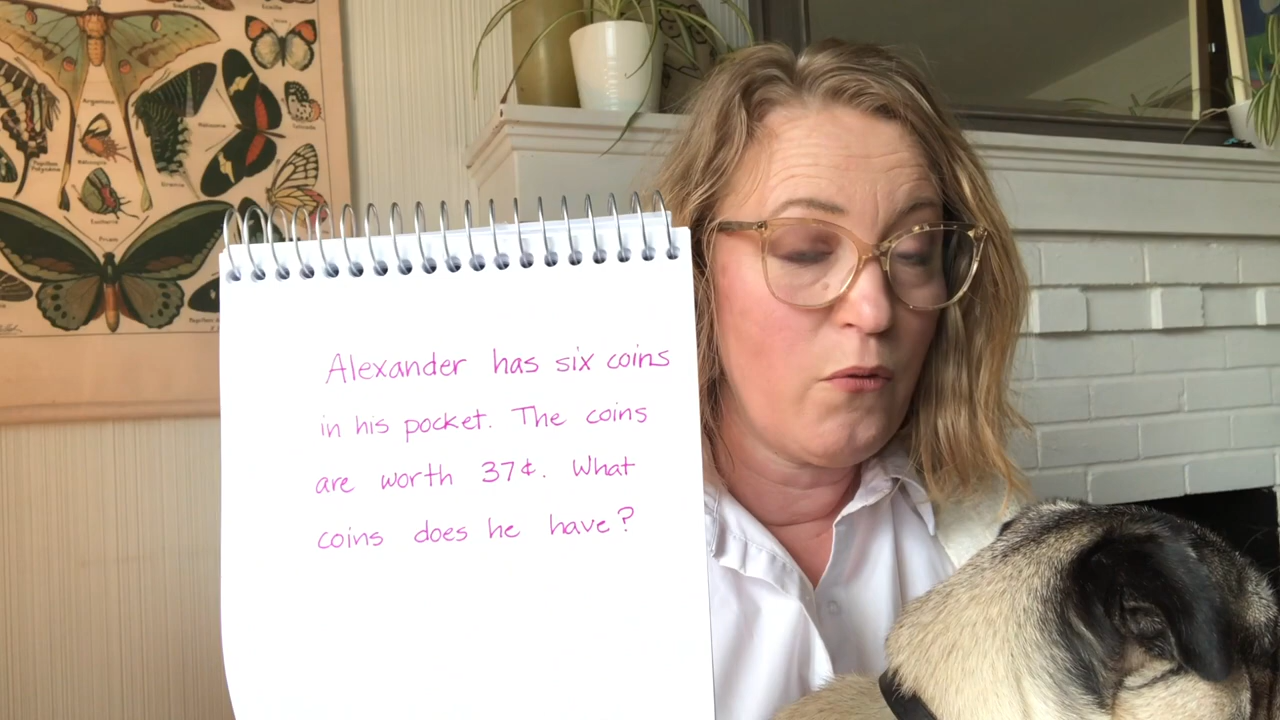 Alexander has six coins
in his pocket. The coins
are worth 37¢. What
coins does he have?